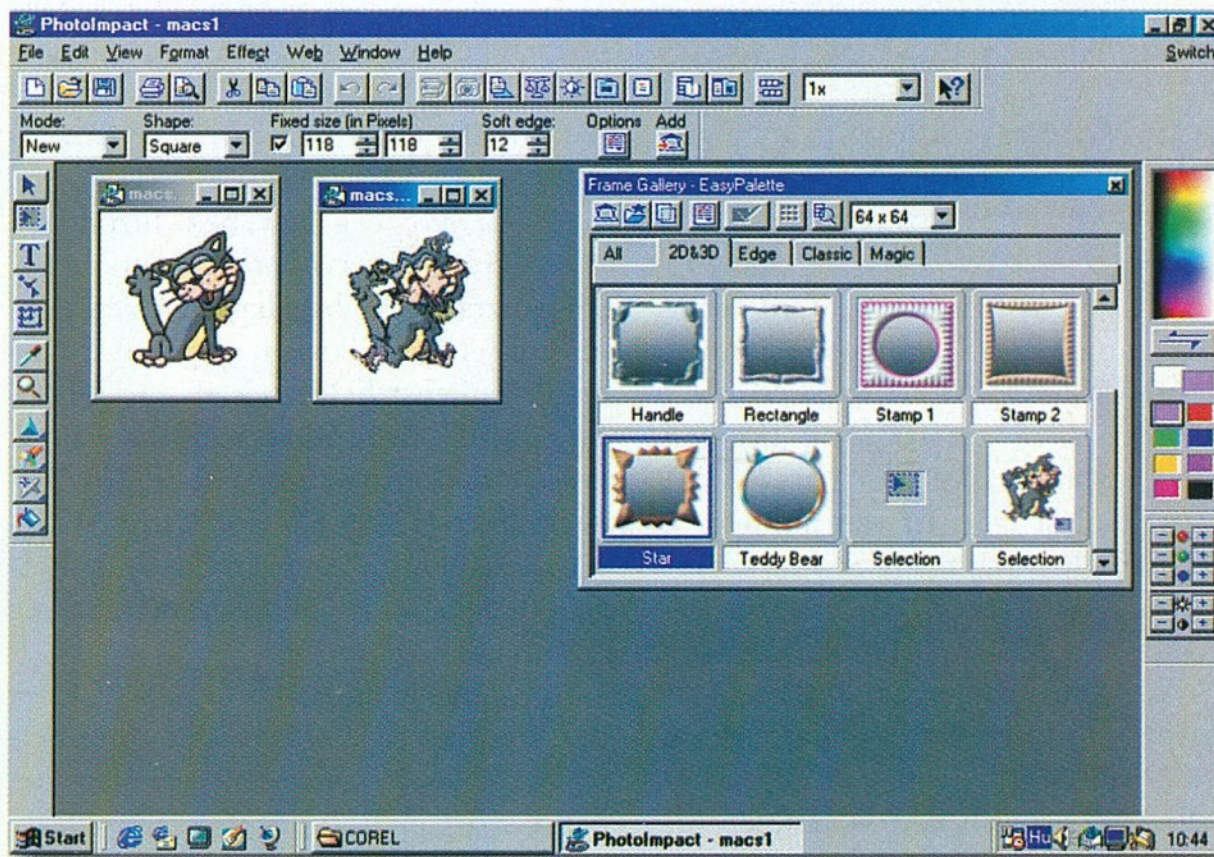 PhotoImpact - macs1
File Edit View Format Effect Web Window Help Switch
1x
Mode: Shape: Fixed size (in Pixels) Soft edge: Options Add
New Square 118 118 12
macs... macs...
Frame Gallery - EasyPalette
64 x 64
All 2D&3D Edge Classic Magic
Handle Rectangle Stamp 1 Stamp 2
Star Teddy Bear Selection Selection
T
Start COREL PhotoImpact - macs1 Hu 10:44